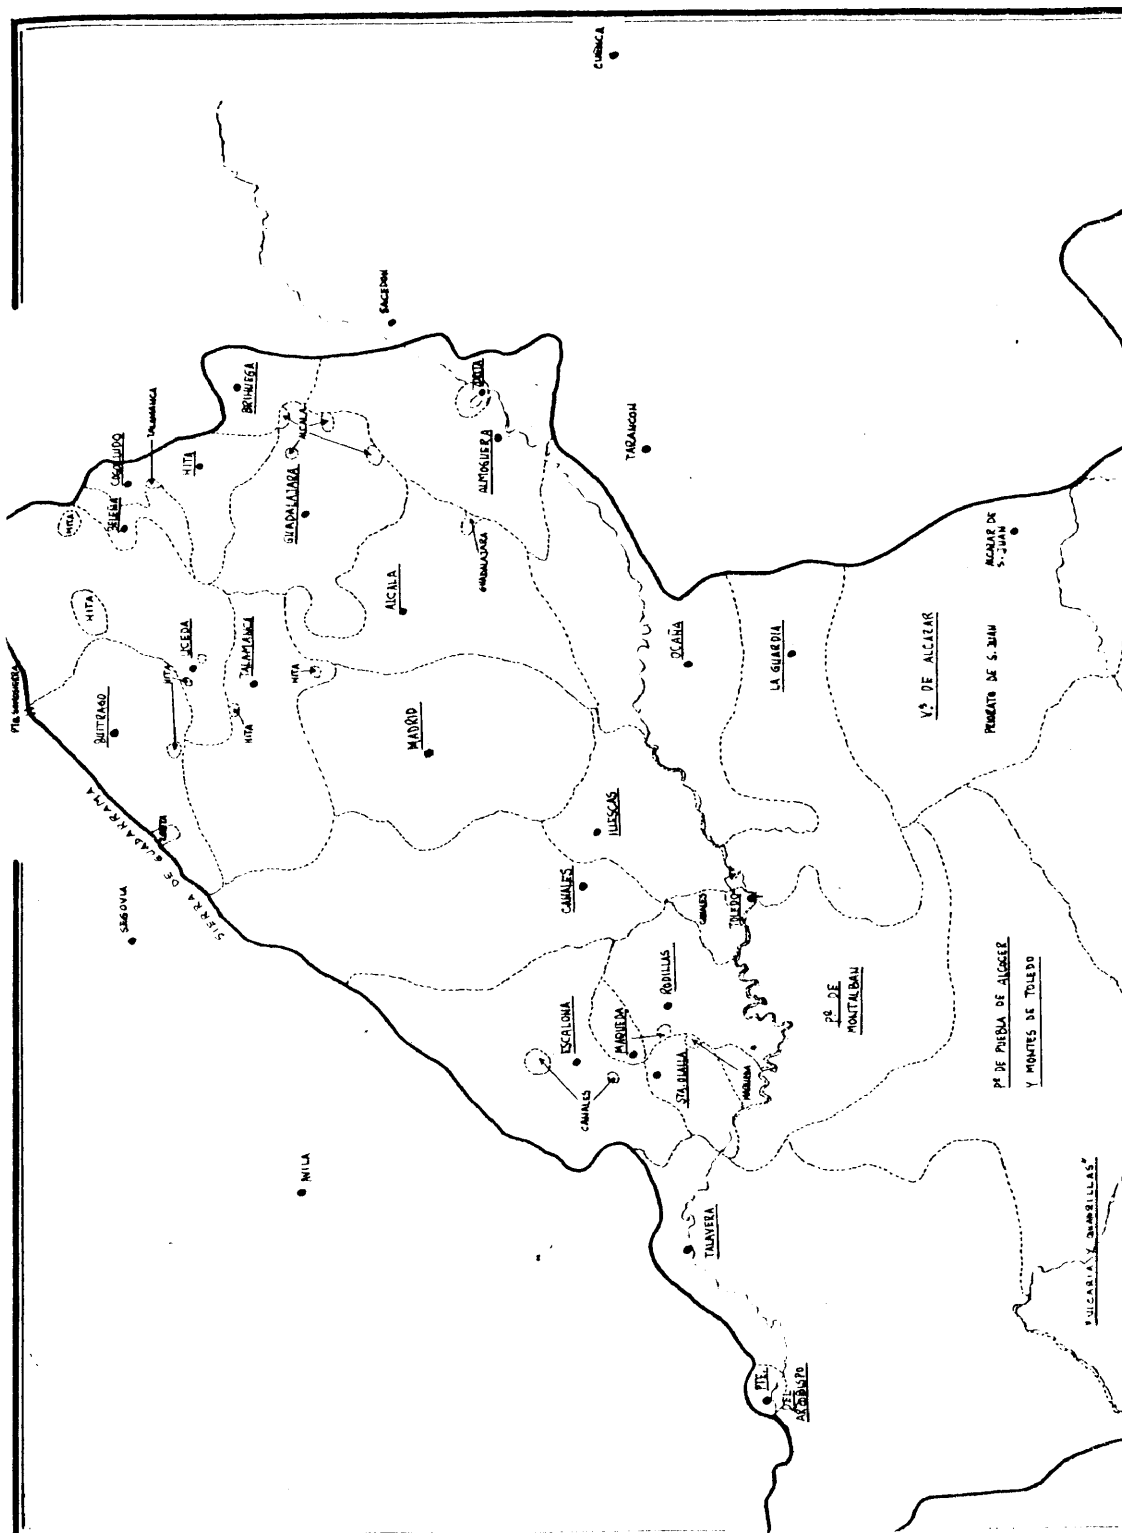 CUENCA
SACEDON
TARANCON
BRIHUEGA
ZORITA
ALCALA
TALAMANCA
COGOLLUDO
HITA
BELEÑA
HITA
GUADALAJARA
ALMOGUERA
GUADALAJARA
ALCAZAR DE
S. JUAN
HITA
ALCALA
UCEDA
HITA
TALAMANCA
HITA
HITA
OCAÑA
LA GUARDIA
Vª DE ALCAZAR
PRIORATO DE S. JUAN
BUITRAGO
MADRID
SIERRA DE GUADARRAMA
SEGOVIA
ILLESCAS
CANALES
CANALES
TOLEDO
RODILLAS
Pº DE
MONTALBAN
ESCALONA
MAQUEDA
STA. OLALLA
MAQUEDA
CANALES
Pº DE PUEBLA DE ALCOCER
Y MONTES DE TOLEDO
AVILA
TALAVERA
"VICARIA Y QUADRILLAS"
PTE.
DEL
ARZOBISPO